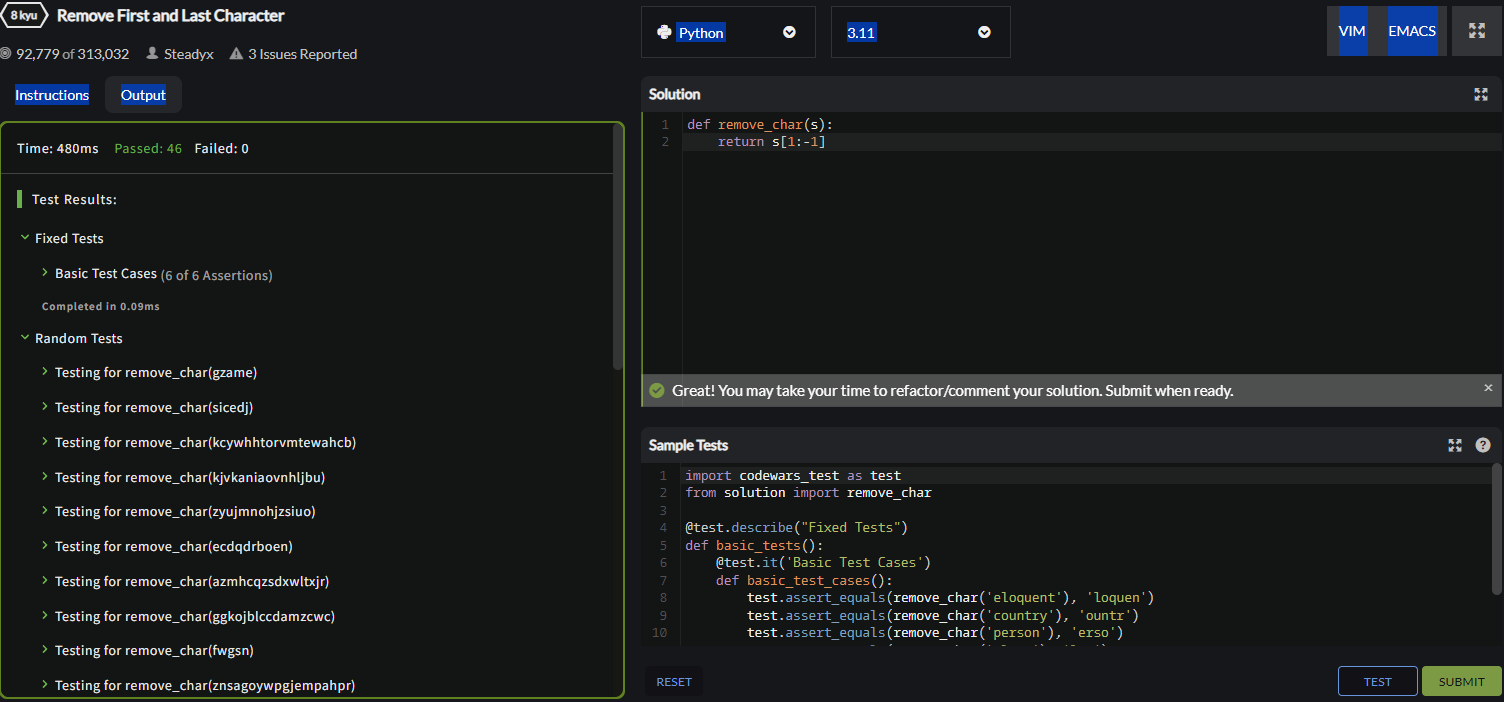 8 kyu Remove First and Last Character
92,779 of 313,032 Steadyx 3 Issues Reported
Instructions Output
Time: 480ms Passed: 46 Failed: 0
Test Results:
Fixed Tests
Basic Test Cases (6 of 6 Assertions)
Completed in 0.09ms
Random Tests
Testing for remove_char(gzame)
Testing for remove_char(sicedj)
Testing for remove_char(kcywhhtorvmtewahcb)
Testing for remove_char(kjvkaniaovnhljbu)
Testing for remove_char(zyujmnohjzsiuo)
Testing for remove_char(ecdqdrboen)
Testing for remove_char(azmhcqzsdxwltxjr)
Testing for remove_char(ggkojblccdamzcwc)
Testing for remove_char(fwgsn)
Testing for remove_char(znsagoywpgjempahpr)
Python 3.11 VIM EMACS
Solution
1 def remove_char(s):
2     return s[1:-1]
Great! You may take your time to refactor/comment your solution. Submit when ready. ×
Sample Tests ?
1 import codewars_test as test
2 from solution import remove_char
3
4 @test.describe("Fixed Tests")
5 def basic_tests():
6     @test.it('Basic Test Cases')
7     def basic_test_cases():
8         test.assert_equals(remove_char('eloquent'), 'loquen')
9         test.assert_equals(remove_char('country'), 'ountr')
10         test.assert_equals(remove_char('person'), 'erso')
RESET TEST SUBMIT